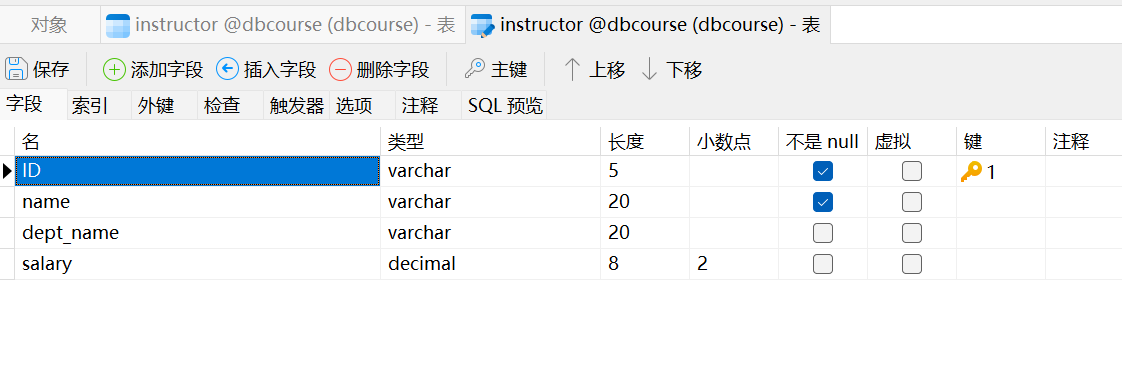 对象 instructor @dbcourse (dbcourse) - 表 instructor @dbcourse (dbcourse) - 表
保存 添加字段 插入字段 删除字段 主键 上移 下移
字段 索引 外键 检查 触发器 选项 注释 SQL 预览
名 类型 长度 小数点 不是 null 虚拟 键 注释
ID varchar 5 1
name varchar 20
dept_name varchar 20
salary decimal 8 2